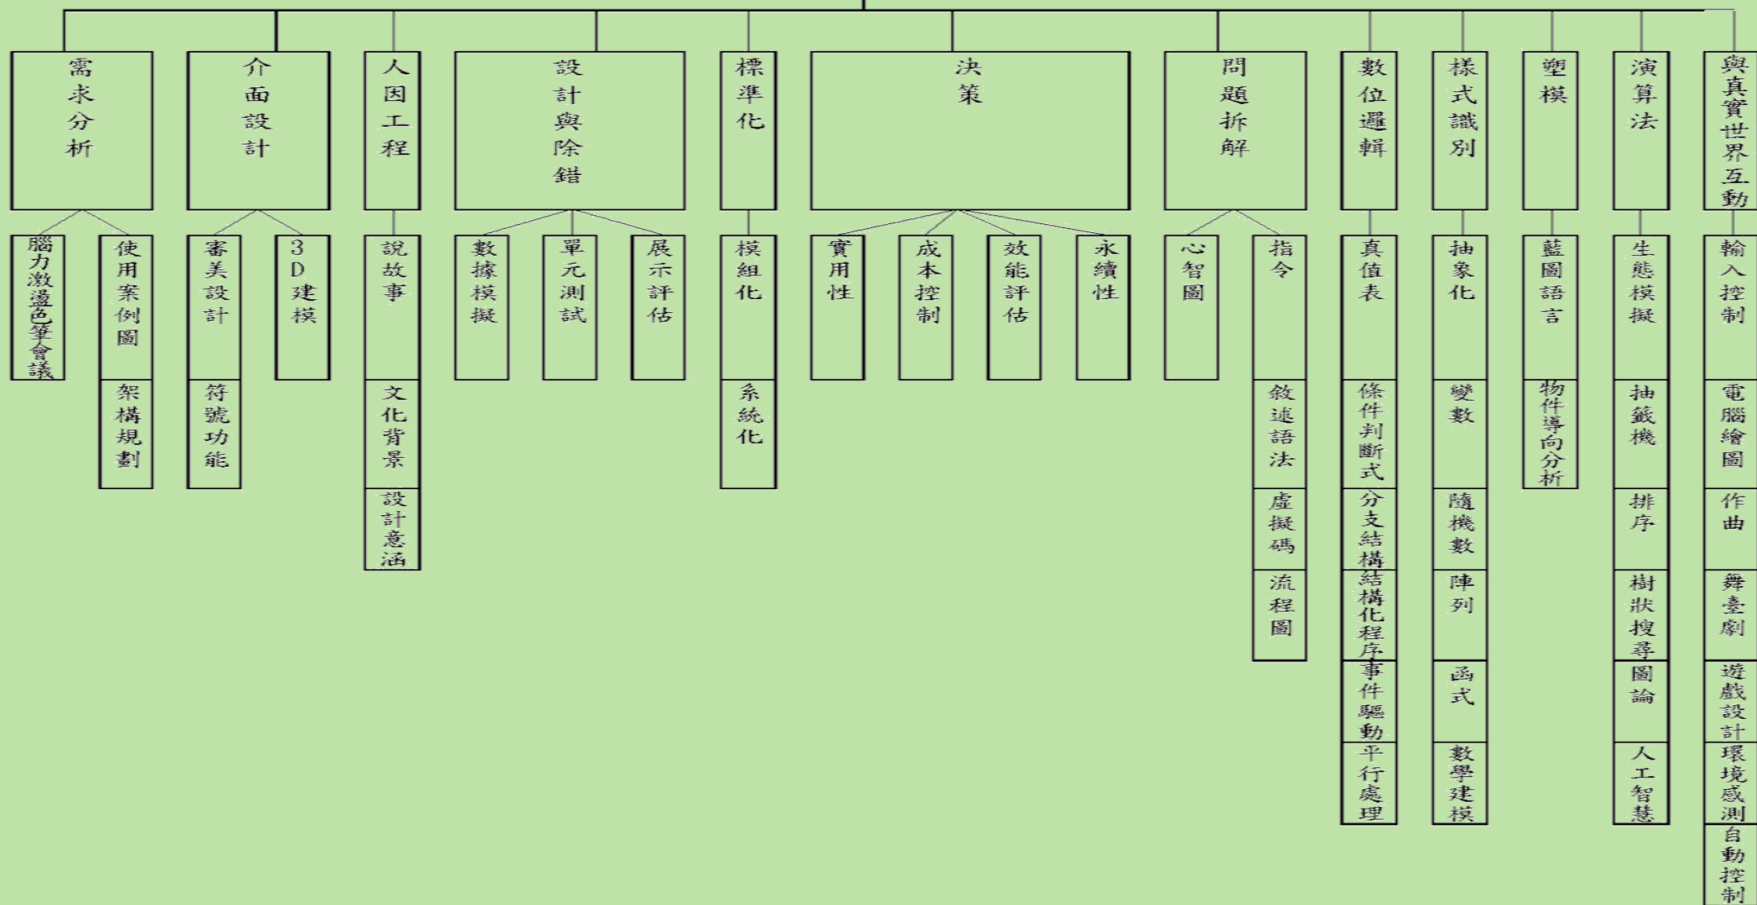 需求分析
介面設計
人因工程
設計與除錯
標準化
決策
問題拆解
數位邏輯
樣式識別
塑模
演算法
與真實世界互動
腦力激盪色筆會議
使用案例圖
架構規劃
審美設計
符號功能
3D建模
說故事
文化背景
設計意涵
數據模擬
單元測試
展示評估
模組化
系統化
實用性
成本控制
效能評估
永續性
心智圖
指令
敘述語法
虛擬碼
流程圖
真值表
條件判斷式
分支結構
結構化程序
事件驅動
平行處理
抽象化
變數
隨機數
陣列
函式
數學建模
藍圖語言
物件導向分析
生態模擬
抽籤機
排序
樹狀搜尋
圖論
人工智慧
輸入控制
電腦繪圖
作曲
舞臺劇
遊戲設計
環境感測
自動控制